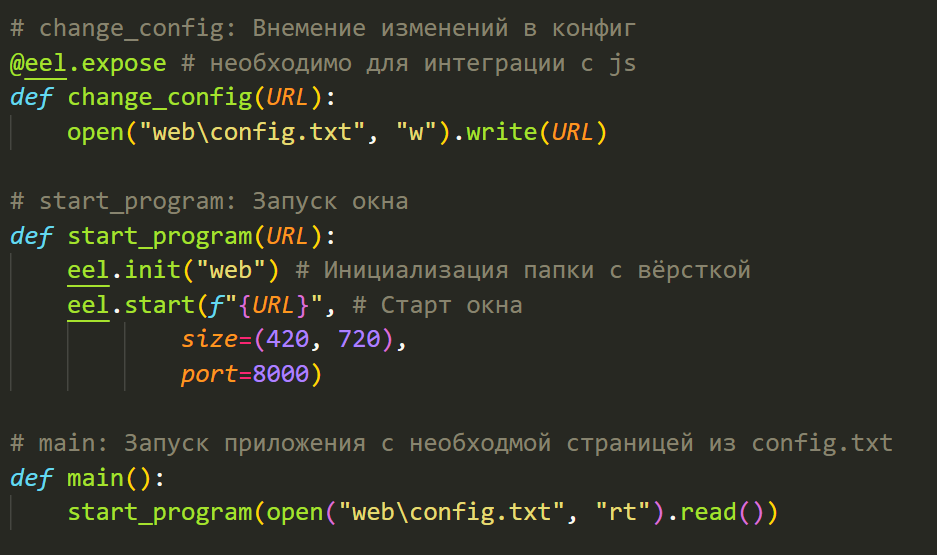 # change_config: Внемение изменений в конфиг
@eel.expose # необходимо для интеграции с js
def change_config(URL):
    open("web\config.txt", "w").write(URL)

# start_program: Запуск окна
def start_program(URL):
    eel.init("web") # Инициализация папки с вёрсткой
    eel.start(f"{URL}", # Старт окна
            size=(420, 720),
            port=8000)

# main: Запуск приложения с необходмой страницей из config.txt
def main():
    start_program(open("web\config.txt", "rt").read())